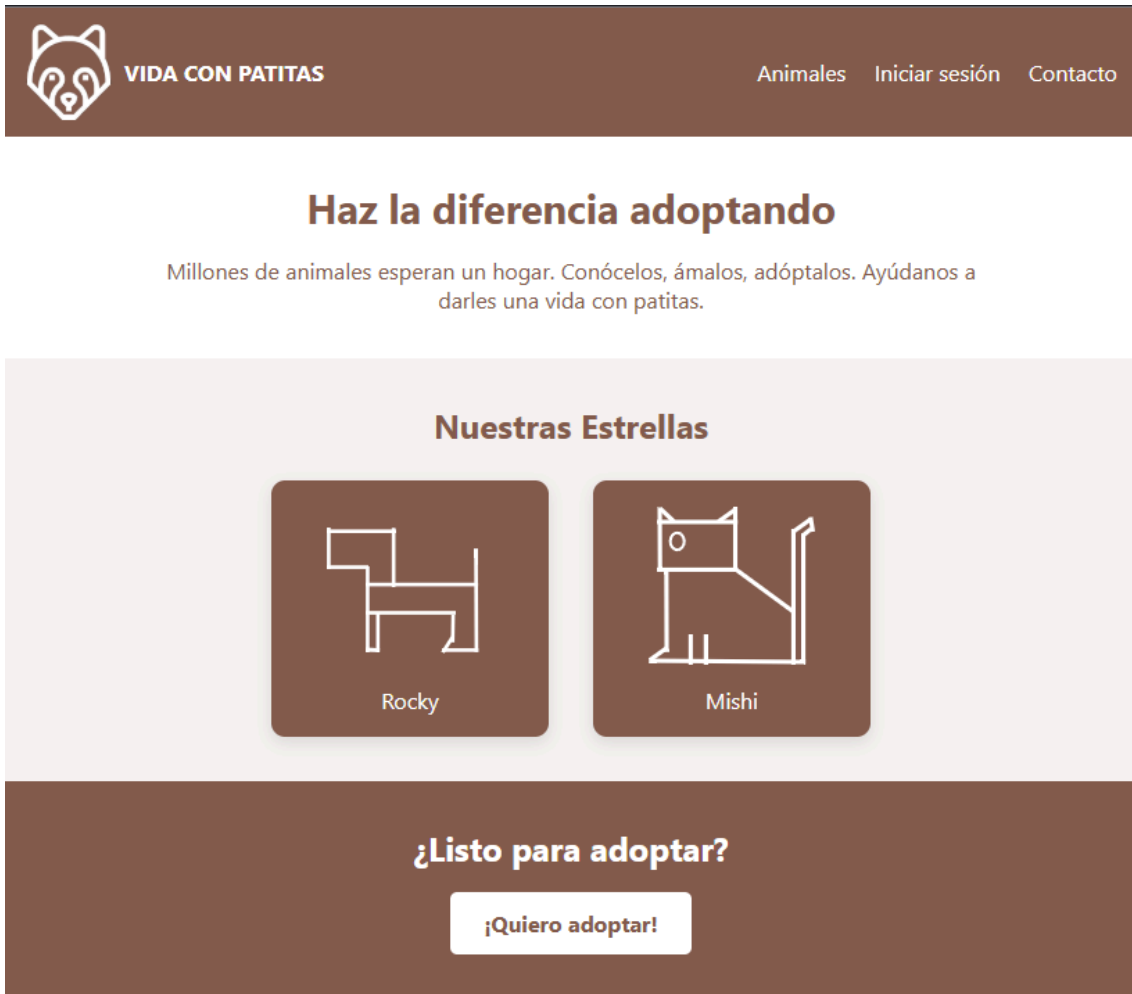 VIDA CON PATITAS
Animales Iniciar sesión Contacto
Haz la diferencia adoptando
Millones de animales esperan un hogar. Conócelos, ámalos, adóptalos. Ayúdanos a
darles una vida con patitas.
Nuestras Estrellas
Rocky
Mishi
¿Listo para adoptar?
¡Quiero adoptar!